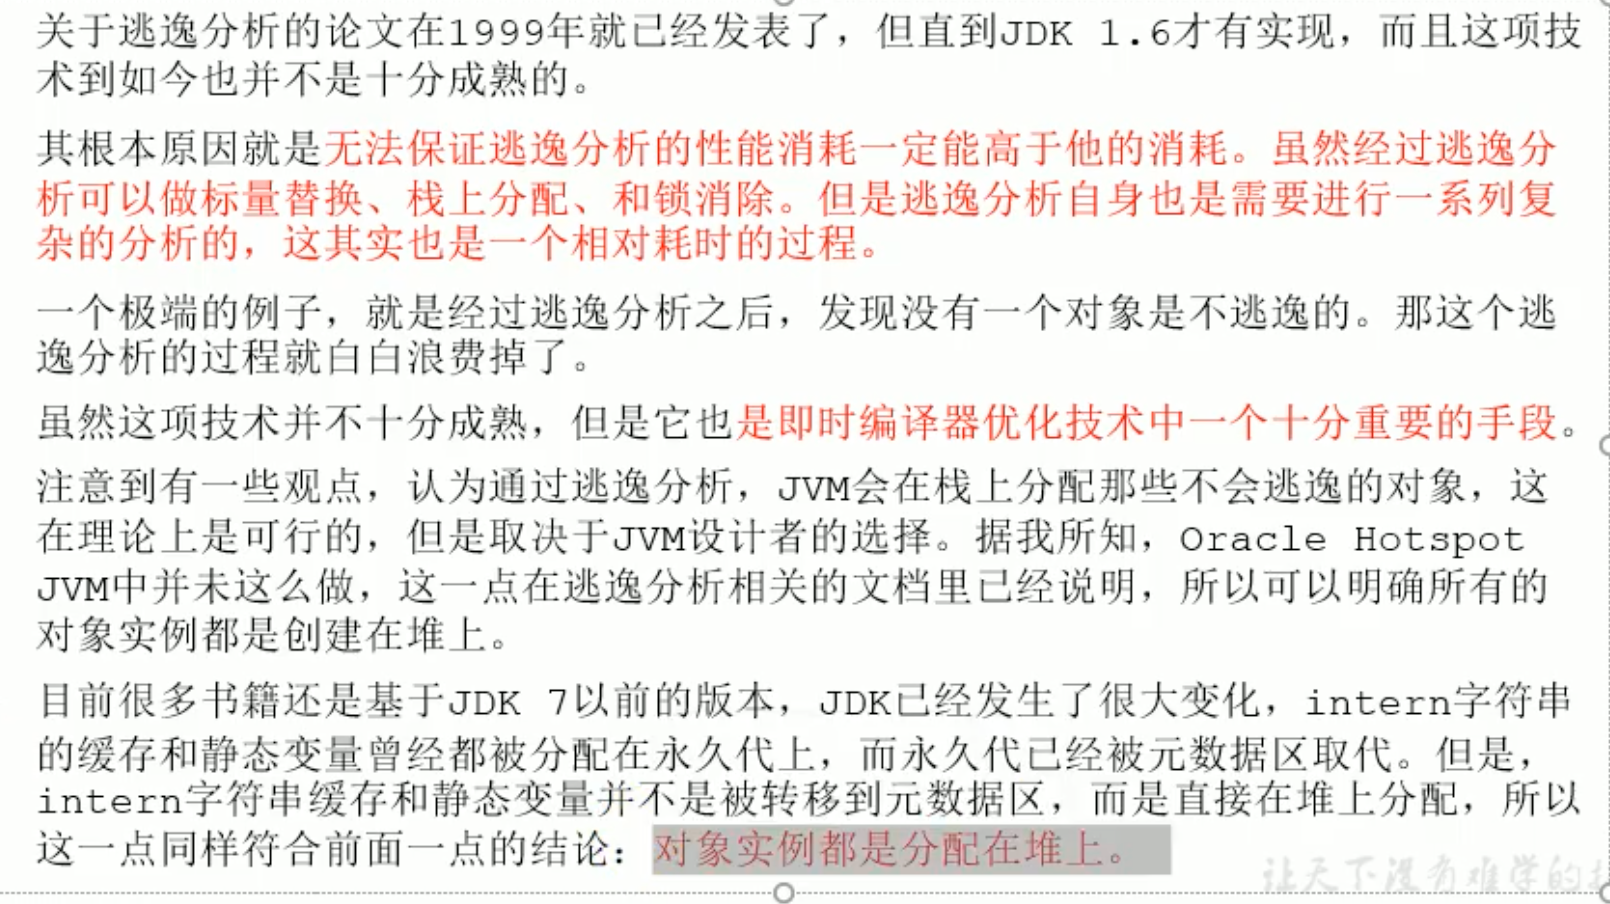 关于逃逸分析的论文在1999年就已经发表了，但直到JDK 1.6才有实现，而且这项技
术到如今也并不是十分成熟的。
其根本原因就是无法保证逃逸分析的性能消耗一定能高于他的消耗。虽然经过逃逸分
析可以做标量替换、栈上分配、和锁消除。但是逃逸分析自身也是需要进行一系列复
杂的分析的，这其实也是一个相对耗时的过程。
一个极端的例子，就是经过逃逸分析之后，发现没有一个对象是不逃逸的。那这个逃
逸分析的过程就白白浪费掉了。
虽然这项技术并不十分成熟，但是它也是即时编译器优化技术中一个十分重要的手段。
注意到有一些观点，认为通过逃逸分析，JVM会在栈上分配那些不会逃逸的对象，这
在理论上是可行的，但是取决于JVM设计者的选择。据我所知，Oracle Hotspot
JVM中并未这么做，这一点在逃逸分析相关的文档里已经说明，所以可以明确所有的
对象实例都是创建在堆上。
目前很多书籍还是基于JDK 7以前的版本，JDK已经发生了很大变化，intern字符串
的缓存和静态变量曾经都被分配在永久代上，而永久代已经被元数据区取代。但是，
intern字符串缓存和静态变量并不是被转移到元数据区，而是直接在堆上分配，所以
这一点同样符合前面一点的结论：对象实例都是分配在堆上。
让天下没有难学的技